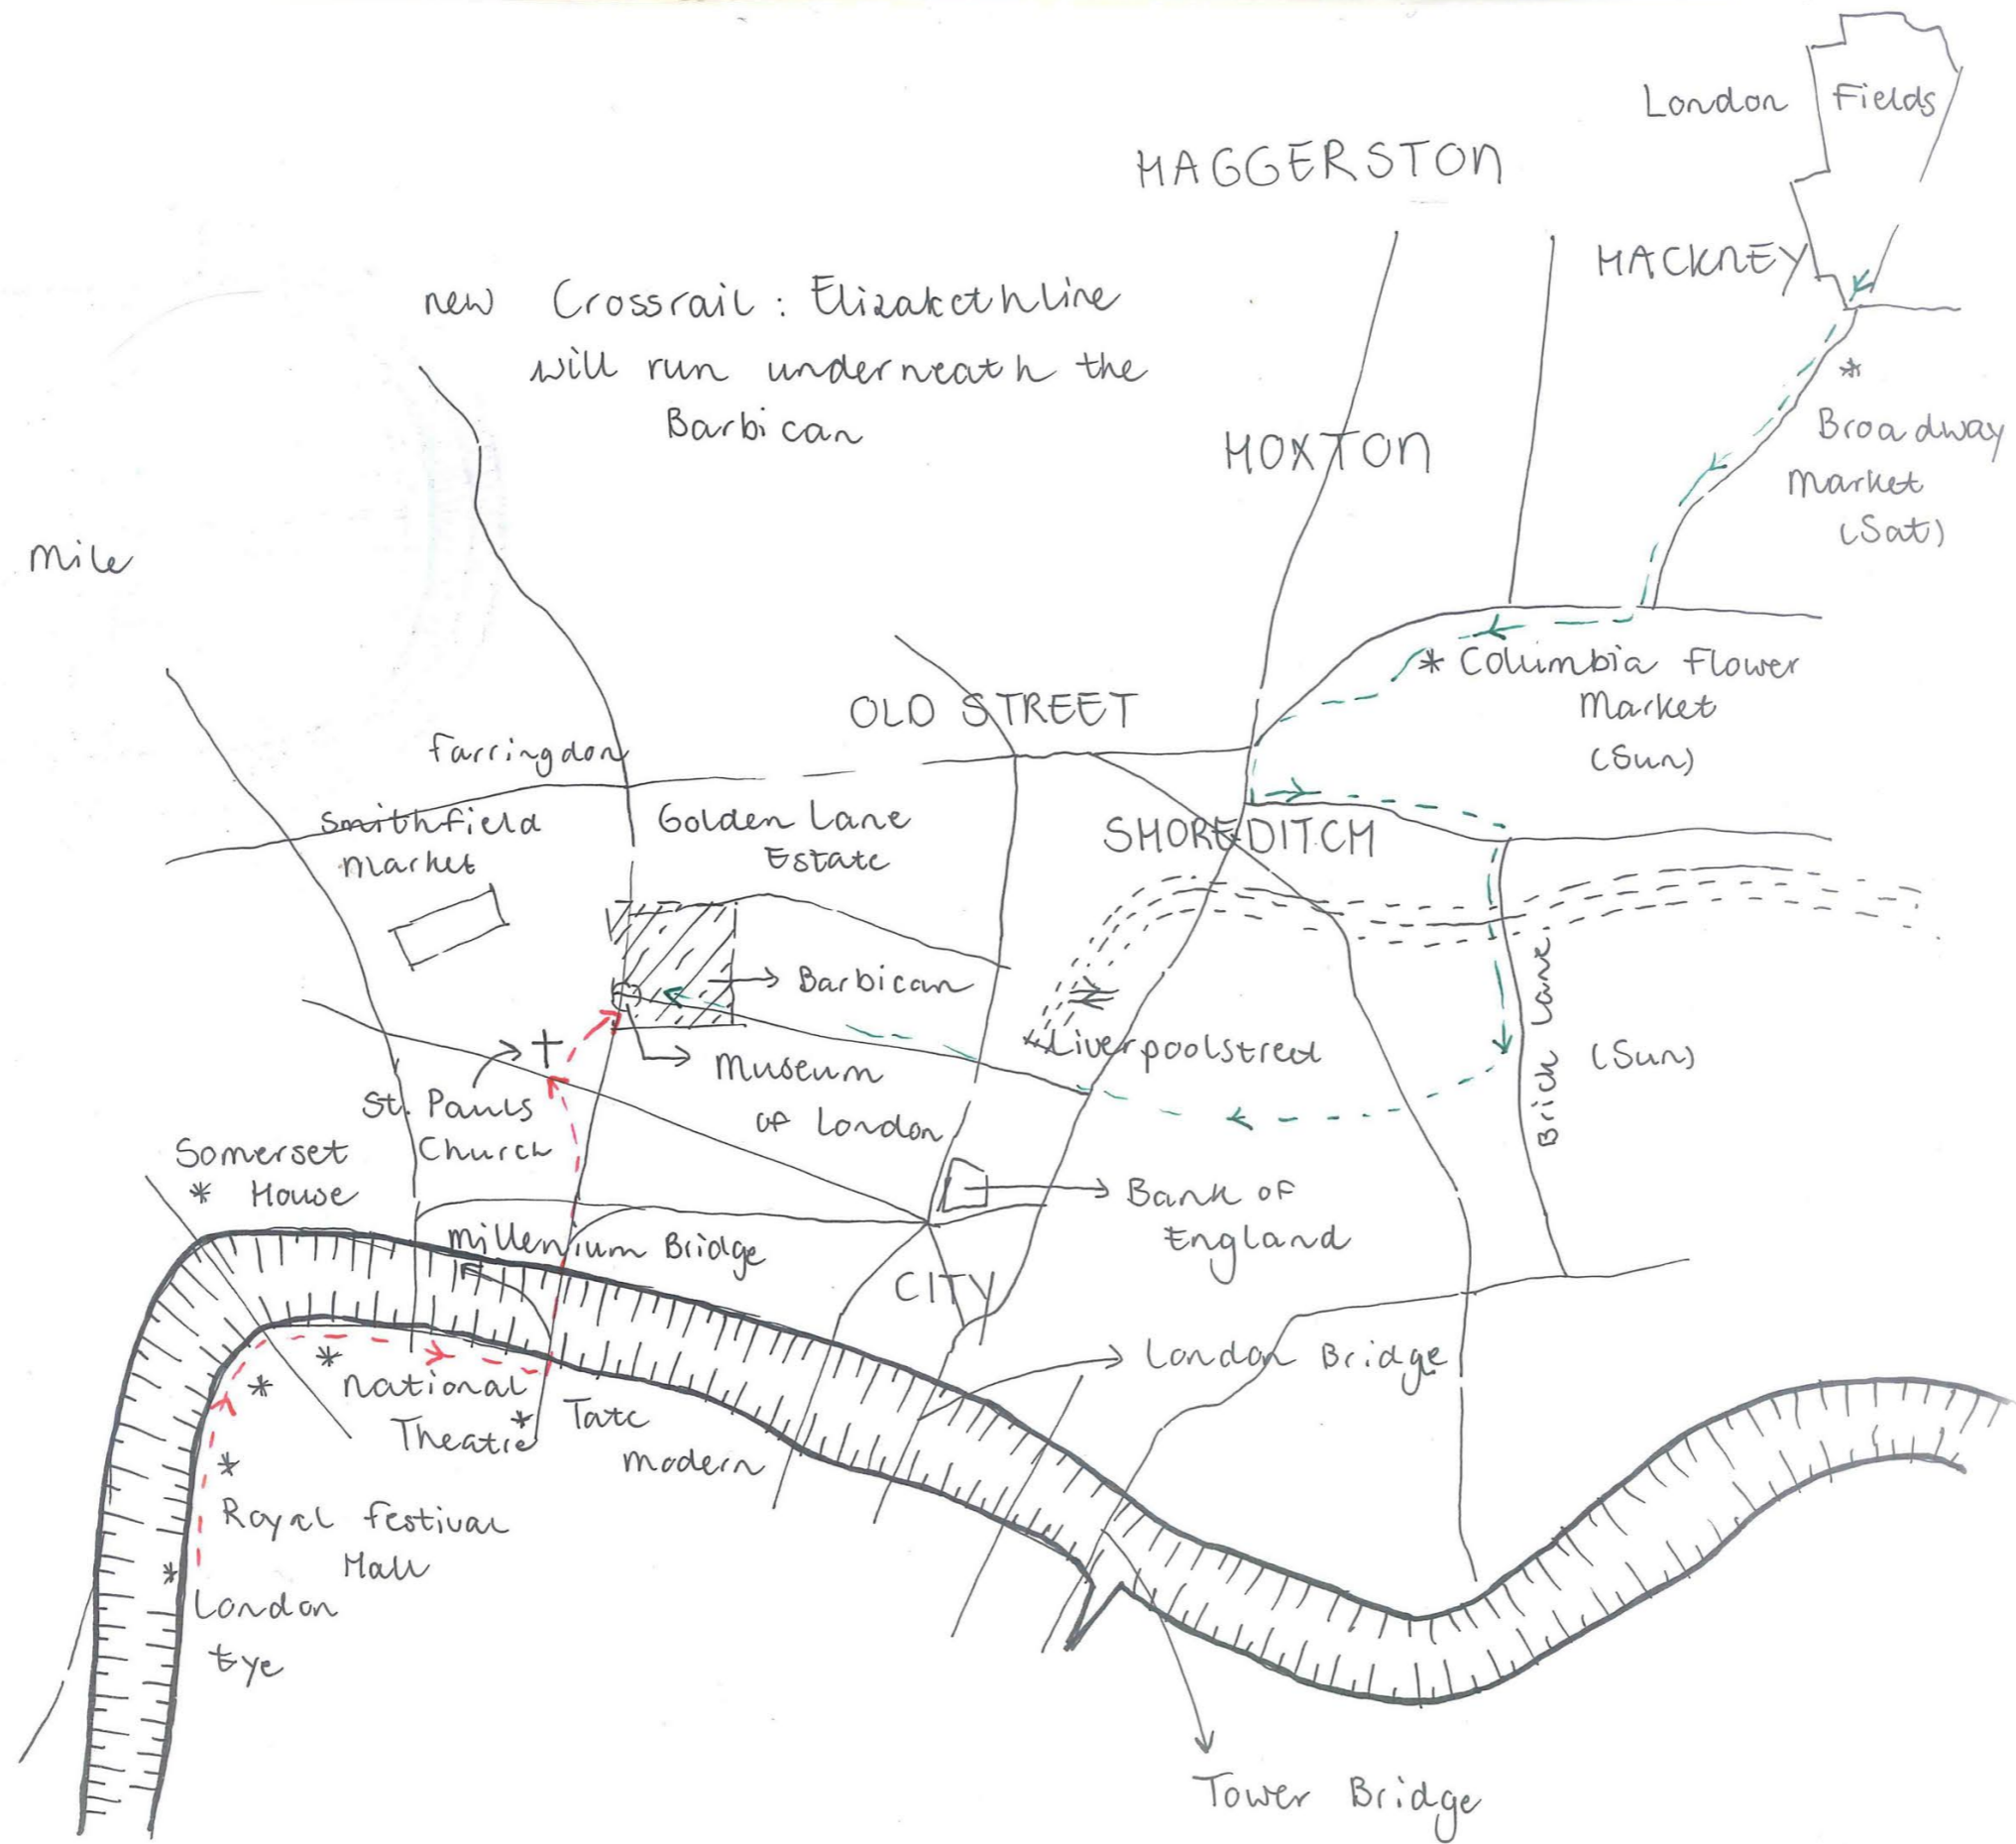 London Fields
HAGGERSTON
HACKNEY
new Crossrail : Elizabethline
will run underneath the
Barbican
*
Broadway
Market
(Sat)
HOXTON
Mile
* Columbia Flower
Market
(Sun)
OLD STREET
Farringdon
Smithfield
Market
Golden Lane
Estate
SHOREDITCH
Barbican
Liverpoolstreet
Brick Lane
(Sun)
Museum
of London
St. Pauls
Church
Somerset
* House
Bank of
England
Millenium Bridge
CITY
London Bridge
*
*
National
Theatre
*
Tate
Modern
*
Royal Festival
Hall
*
London
Eye
Tower Bridge